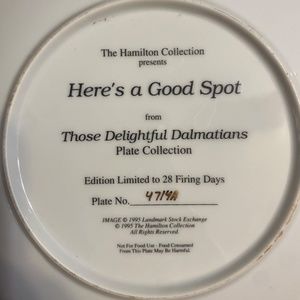 The Hamilton Collection
presents
Here's a Good Spot
from
Those Delightful Dalmatians
Plate Collection
Edition Limited to 28 Firing Days
Plate No. 4714A
IMAGE © 1995 Landmark Stock Exchange
© 1995 The Hamilton Collection
All Rights Reserved.
Not For Food Use - Food Consumed
From This Plate May Be Harmful.